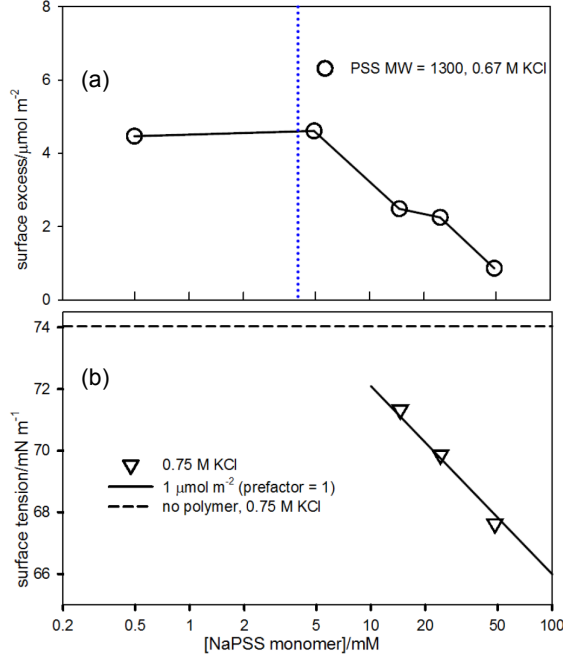 8
6
4
2
0
surface excess/μmol m⁻²
(a)
PSS MW = 1300, 0.67 M KCl
74
72
70
68
66
surface tension/mN m⁻¹
(b)
0.75 M KCl
1 μmol m⁻² (prefactor = 1)
no polymer, 0.75 M KCl
0.2 0.5 1 2 5 10 20 50 100
[NaPSS monomer]/mM